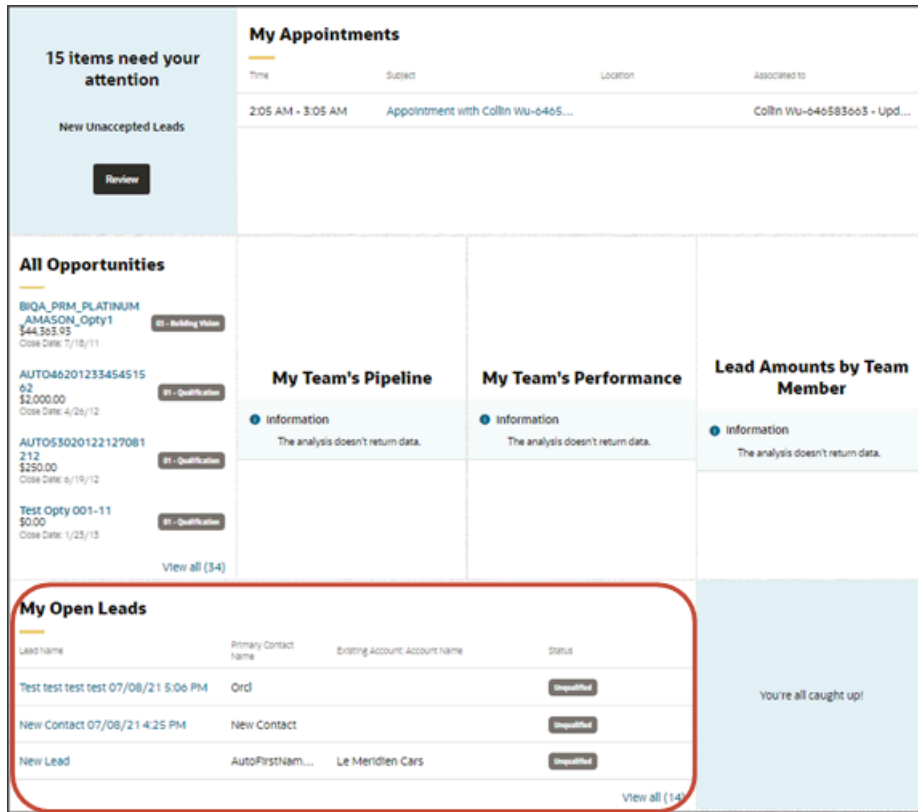 15 items need your
attention
New Unaccepted Leads
Review
My Appointments
Time Subject Location Associated to
2:05 AM - 3:05 AM Appointment with Collin Wu-6465... Collin Wu-646583663 - Upd...
All Opportunities
BIQA_PRM_PLATINUM
_AMASON_Opty1
$44,363.93
Close Date: 7/18/11
03 - Building Vision
AUTO46201233454515
62
$2,000.00
Close Date: 4/26/12
01 - Qualification
AUTO53020122127081
212
$250.00
Close Date: 6/19/12
01 - Qualification
Test Opty 001-11
$0.00
Close Date: 1/23/13
01 - Qualification
View all (34)
My Team's Pipeline
Information
The analysis doesn't return data.
My Team's Performance
Information
The analysis doesn't return data.
Lead Amounts by Team
Member
Information
The analysis doesn't return data.
My Open Leads
Lead Name Primary Contact
Name Existing Account: Account Name Status
Test test test test 07/08/21 5:06 PM Orcl Unqualified
New Contact 07/08/21 4:25 PM New Contact Unqualified
New Lead AutoFirstNam... Le Meridien Cars Unqualified
View all (14)
You're all caught up!